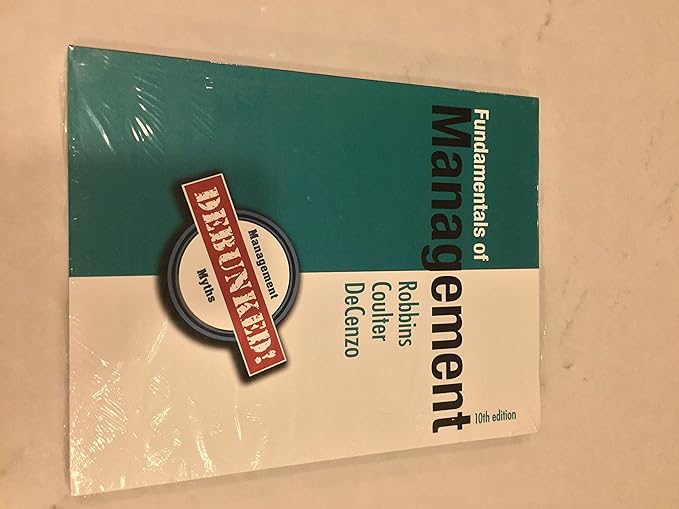 Fundamentals of
Management
10th edition
Robbins
Coulter
DeCenzo
Management
DEBUNKED!
Myths